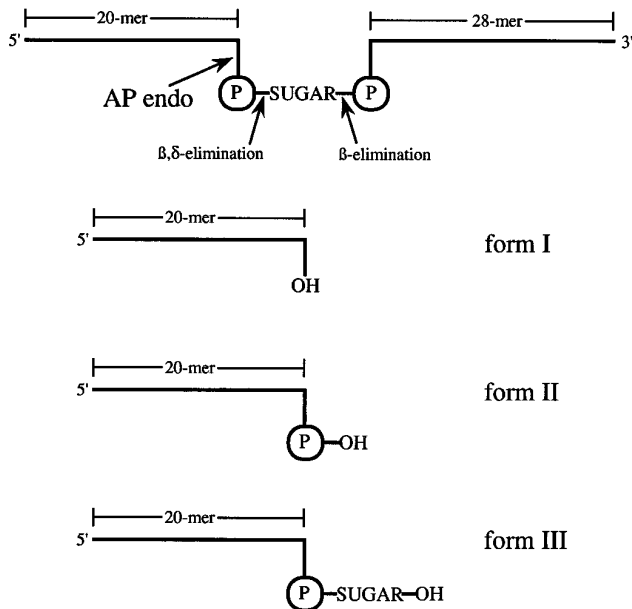 20-mer 28-mer
5' 3'
AP endo P SUGAR P
ß,δ-elimination ß-elimination
20-mer
5' form I
OH
20-mer
5' form II
P OH
20-mer
5' form III
P SUGAR OH